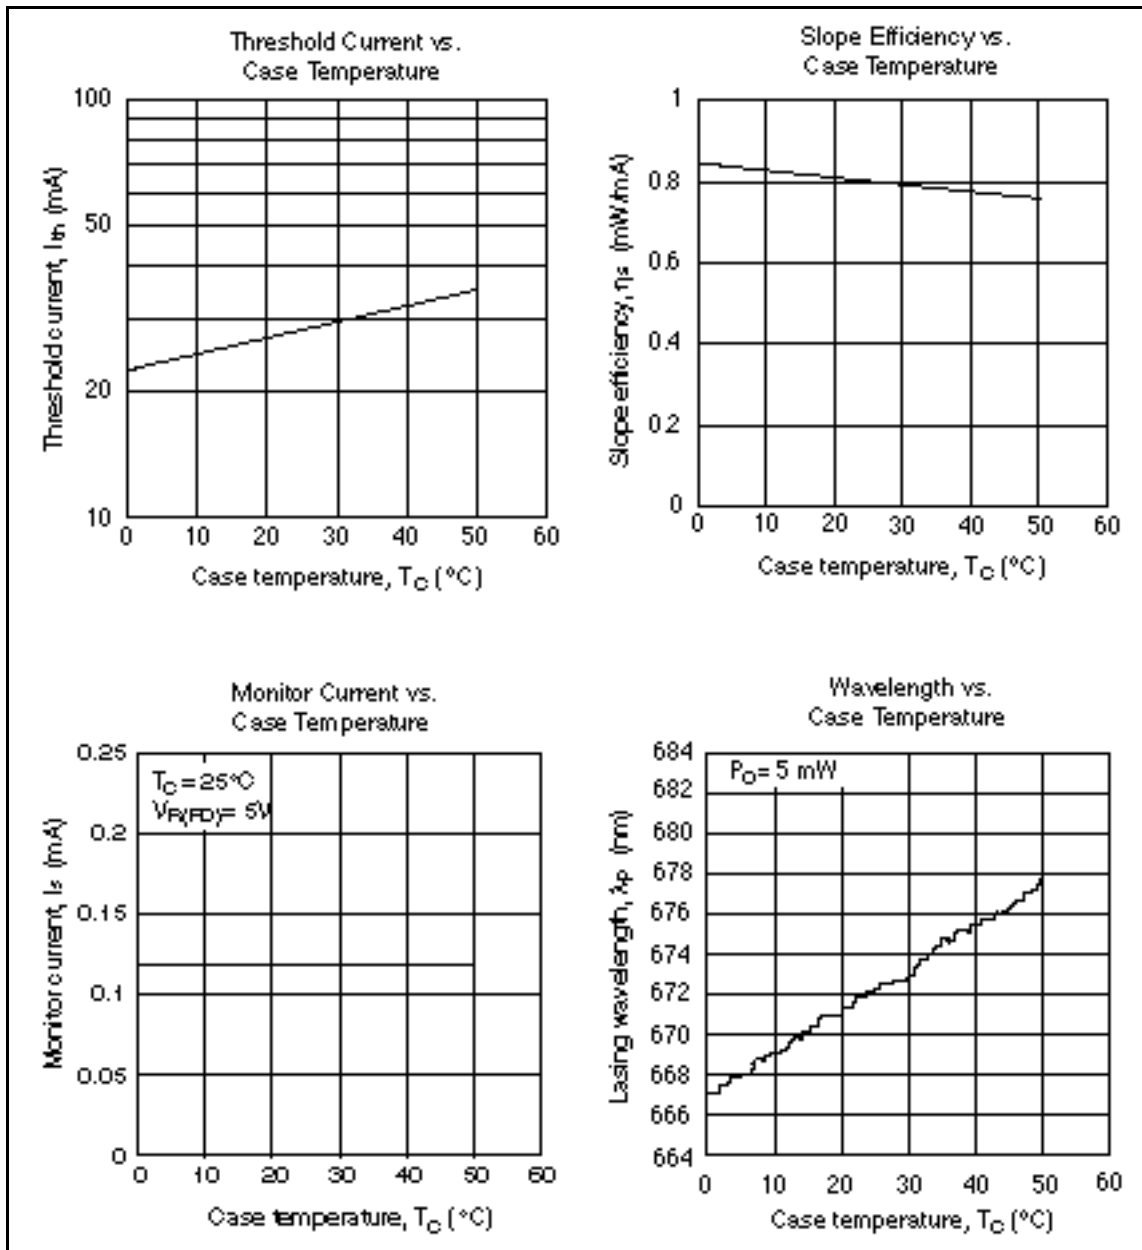 Threshold Current vs.
Case Temperature
100
50
20
10
0 10 20 30 40 50 60
Threshold current, Ith (mA)
Case temperature, TC (°C)
Slope Efficiency vs.
Case Temperature
1
0.8
0.6
0.4
0.2
0
0 10 20 30 40 50 60
Slope efficiency, ηs (mW/mA)
Case temperature, TC (°C)
Monitor Current vs.
Case Temperature
TC = 25°C
VR(PD) = 5V
0.25
0.2
0.15
0.1
0.05
0
0 10 20 30 40 50 60
Monitor current, Is (mA)
Case temperature, TC (°C)
Wavelength vs.
Case Temperature
PO = 5 mW
684
682
680
678
676
674
672
670
668
666
664
0 10 20 30 40 50 60
Lasing wavelength, λp (nm)
Case temperature, TC (°C)